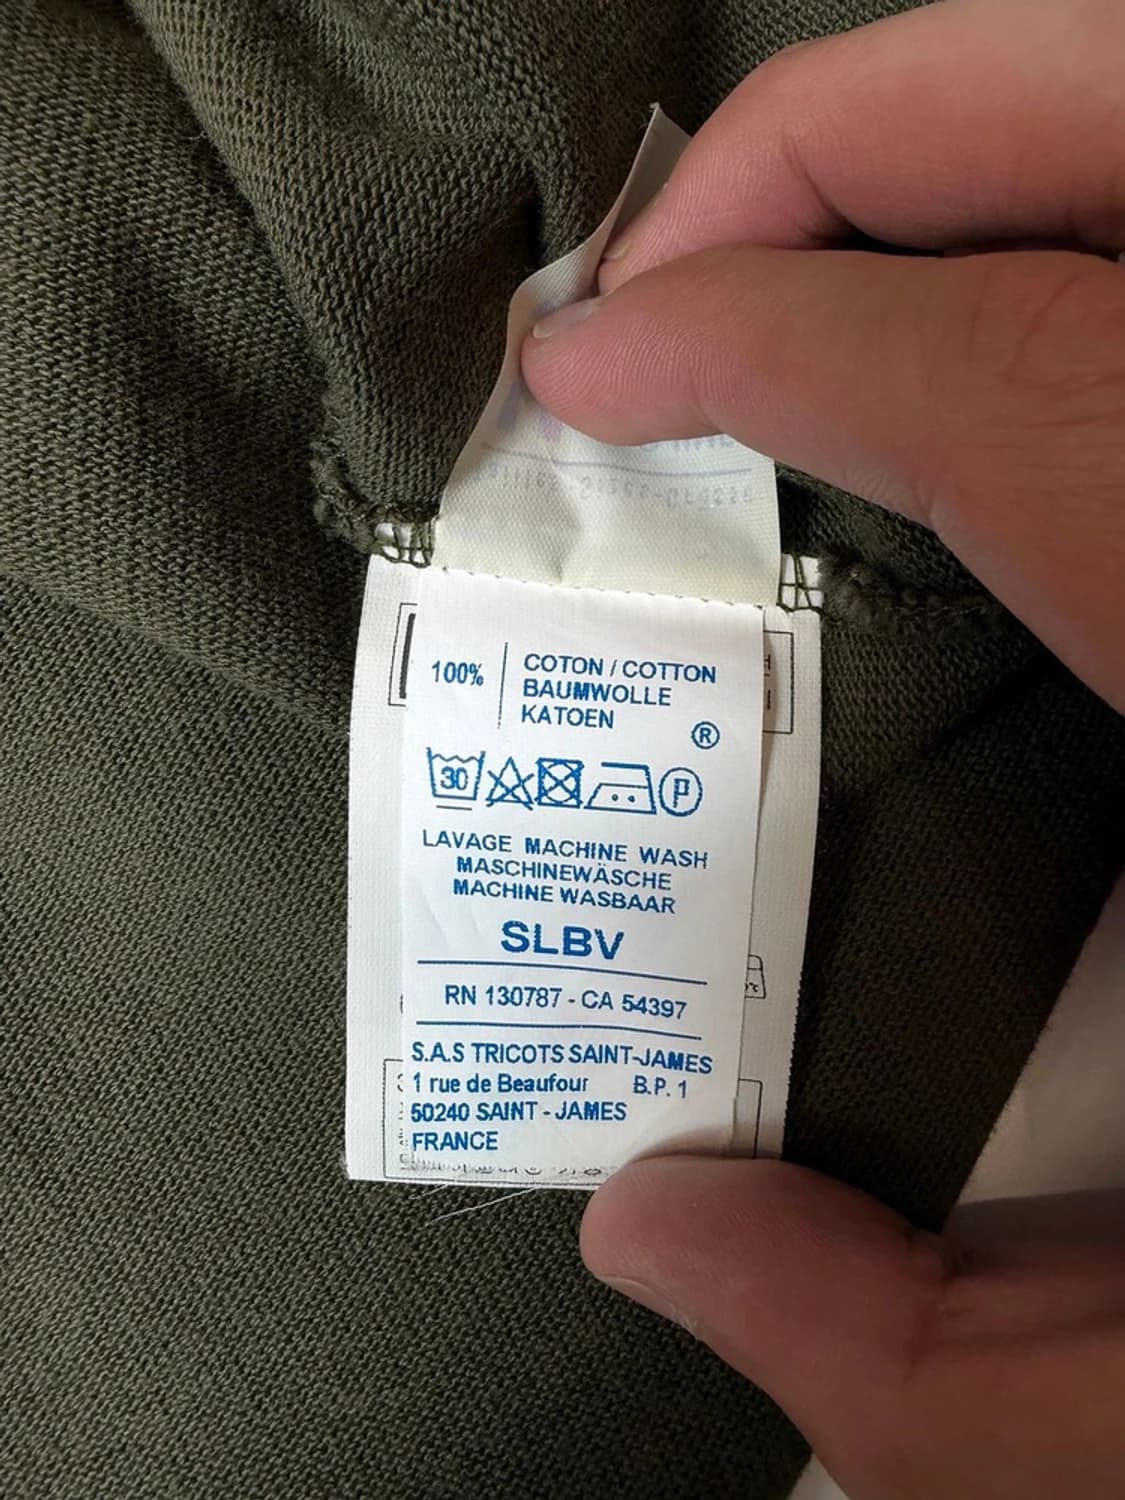 100% COTON / COTTON
BAUMWOLLE
KATOEN
®
30 P
LAVAGE MACHINE WASH
MASCHINEWÄSCHE
MACHINE WASBAAR
SLBV
RN 130787 - CA 54397
S.A.S TRICOTS SAINT-JAMES
1 rue de Beaufour B.P. 1
50240 SAINT - JAMES
FRANCE